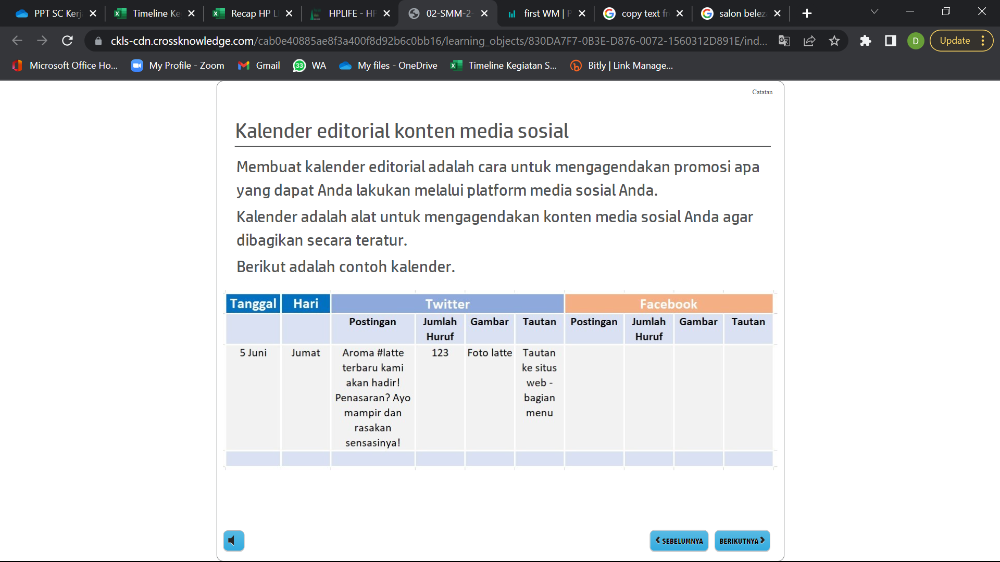 PPT SC Kerj
Timeline Ke
Recap HP L
HPLIFE - HP
02-SMM-2-
first WM | P
copy text fr
salon belez
ckls-cdn.crossknowledge.com/cab0e40885ae8f3a400f8d92b6c0bb16/learning_objects/830DA7F7-0B3E-D876-0072-1560312D891E/ind...
D
Update
Microsoft Office Ho...
My Profile - Zoom
Gmail
33
WA
My files - OneDrive
Timeline Kegiatan S...
Bitly | Link Manage...
Catatan
Kalender editorial konten media sosial
Membuat kalender editorial adalah cara untuk mengagendakan promosi apa
yang dapat Anda lakukan melalui platform media sosial Anda.
Kalender adalah alat untuk mengagendakan konten media sosial Anda agar
dibagikan secara teratur.
Berikut adalah contoh kalender.
Tanggal Hari Twitter Facebook
Postingan Jumlah Huruf Gambar Tautan Postingan Jumlah Huruf Gambar Tautan
5 Juni Jumat
Aroma #latte
terbaru kami
akan hadir!
Penasaran? Ayo
mampir dan
rasakan
sensasinya!
123
Foto latte
Tautan
ke situs
web -
bagian
menu
SEBELUMNYA
BERIKUTNYA